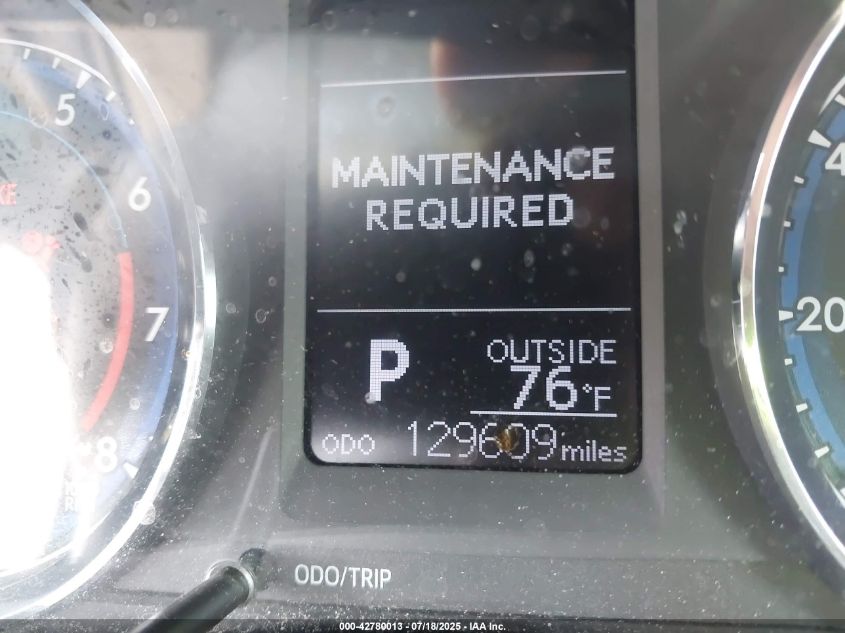 MAINTENANCE
REQUIRED
P
OUTSIDE
76°F
ODO 129609 miles
ODO/TRIP
5
6
7
8
4
20
000-42780013 - 07/18/2025 - IAA Inc.